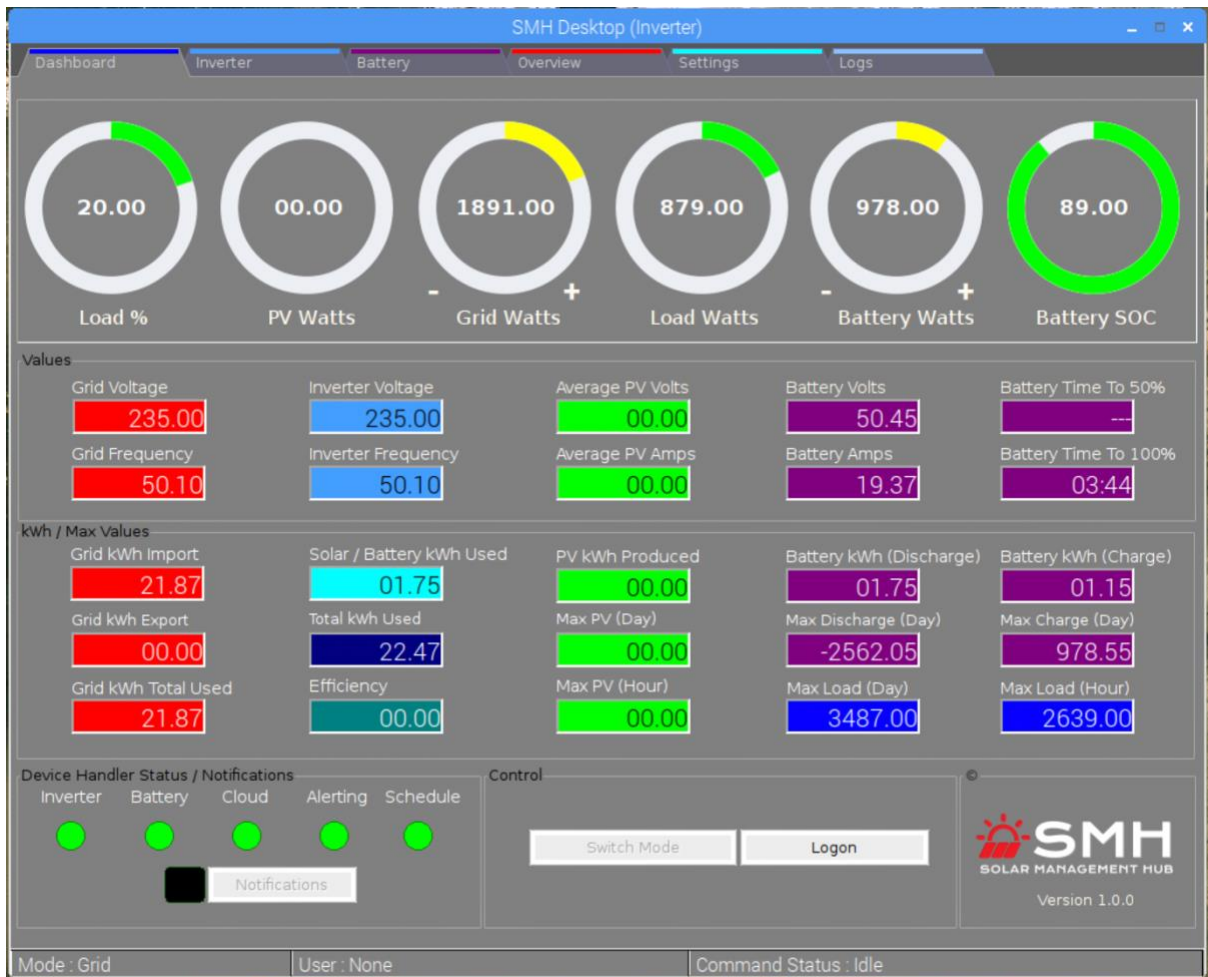 SMH Desktop (Inverter)
Dashboard Inverter Battery Overview Settings Logs
20.00 00.00 1891.00 879.00 978.00 89.00
- + - +
Load % PV Watts Grid Watts Load Watts Battery Watts Battery SOC
Values
Grid Voltage Inverter Voltage Average PV Volts Battery Volts Battery Time To 50%
235.00 235.00 00.00 50.45 ---
Grid Frequency Inverter Frequency Average PV Amps Battery Amps Battery Time To 100%
50.10 50.10 00.00 19.37 03:44
kWh / Max Values
Grid kWh Import Solar / Battery kWh Used PV kWh Produced Battery kWh (Discharge) Battery kWh (Charge)
21.87 01.75 00.00 01.75 01.15
Grid kWh Export Total kWh Used Max PV (Day) Max Discharge (Day) Max Charge (Day)
00.00 22.47 00.00 -2562.05 978.55
Grid kWh Total Used Efficiency Max PV (Hour) Max Load (Day) Max Load (Hour)
21.87 00.00 00.00 3487.00 2639.00
Device Handler Status / Notifications Control ©
Inverter Battery Cloud Alerting Schedule
Switch Mode Logon
Notifications
SMH
SOLAR MANAGEMENT HUB
Version 1.0.0
Mode : Grid User : None Command Status : Idle